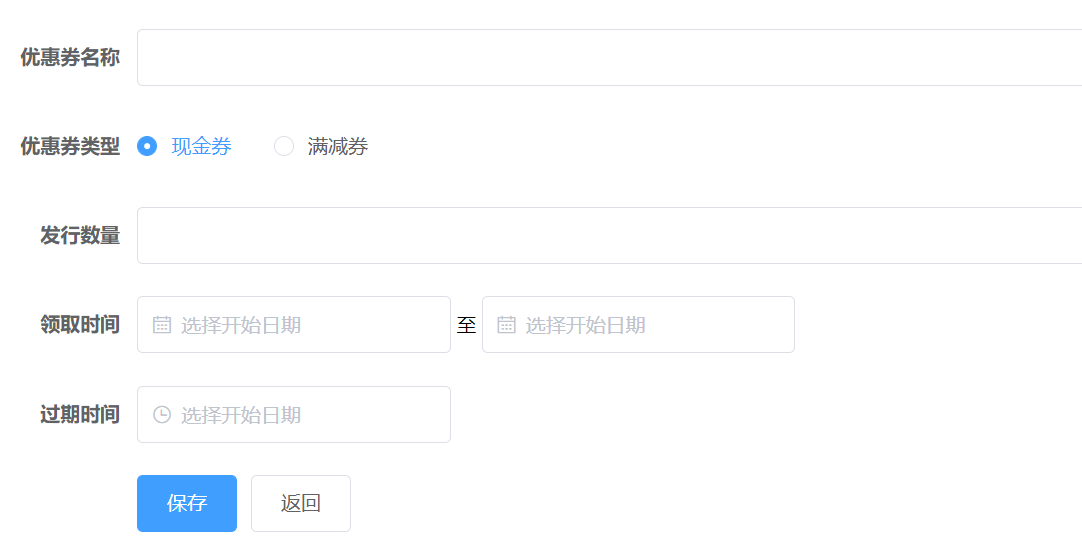 优惠券名称
优惠券类型 现金券 满减券
发行数量
领取时间 选择开始日期 至 选择开始日期
过期时间 选择开始日期
保存 返回